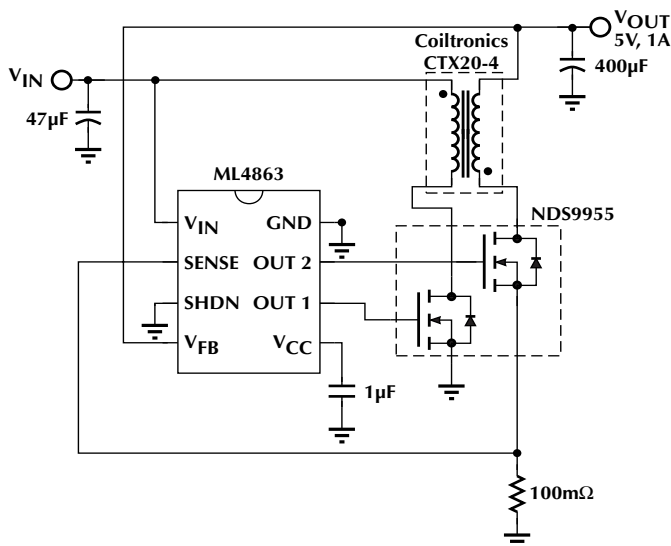 VOUT
5V, 1A
Coiltronics
CTX20-4
400µF
VIN
47µF
ML4863
NDS9955
VIN
GND
SENSE
OUT 2
SHDN
OUT 1
VFB
VCC
1µF
100mΩ